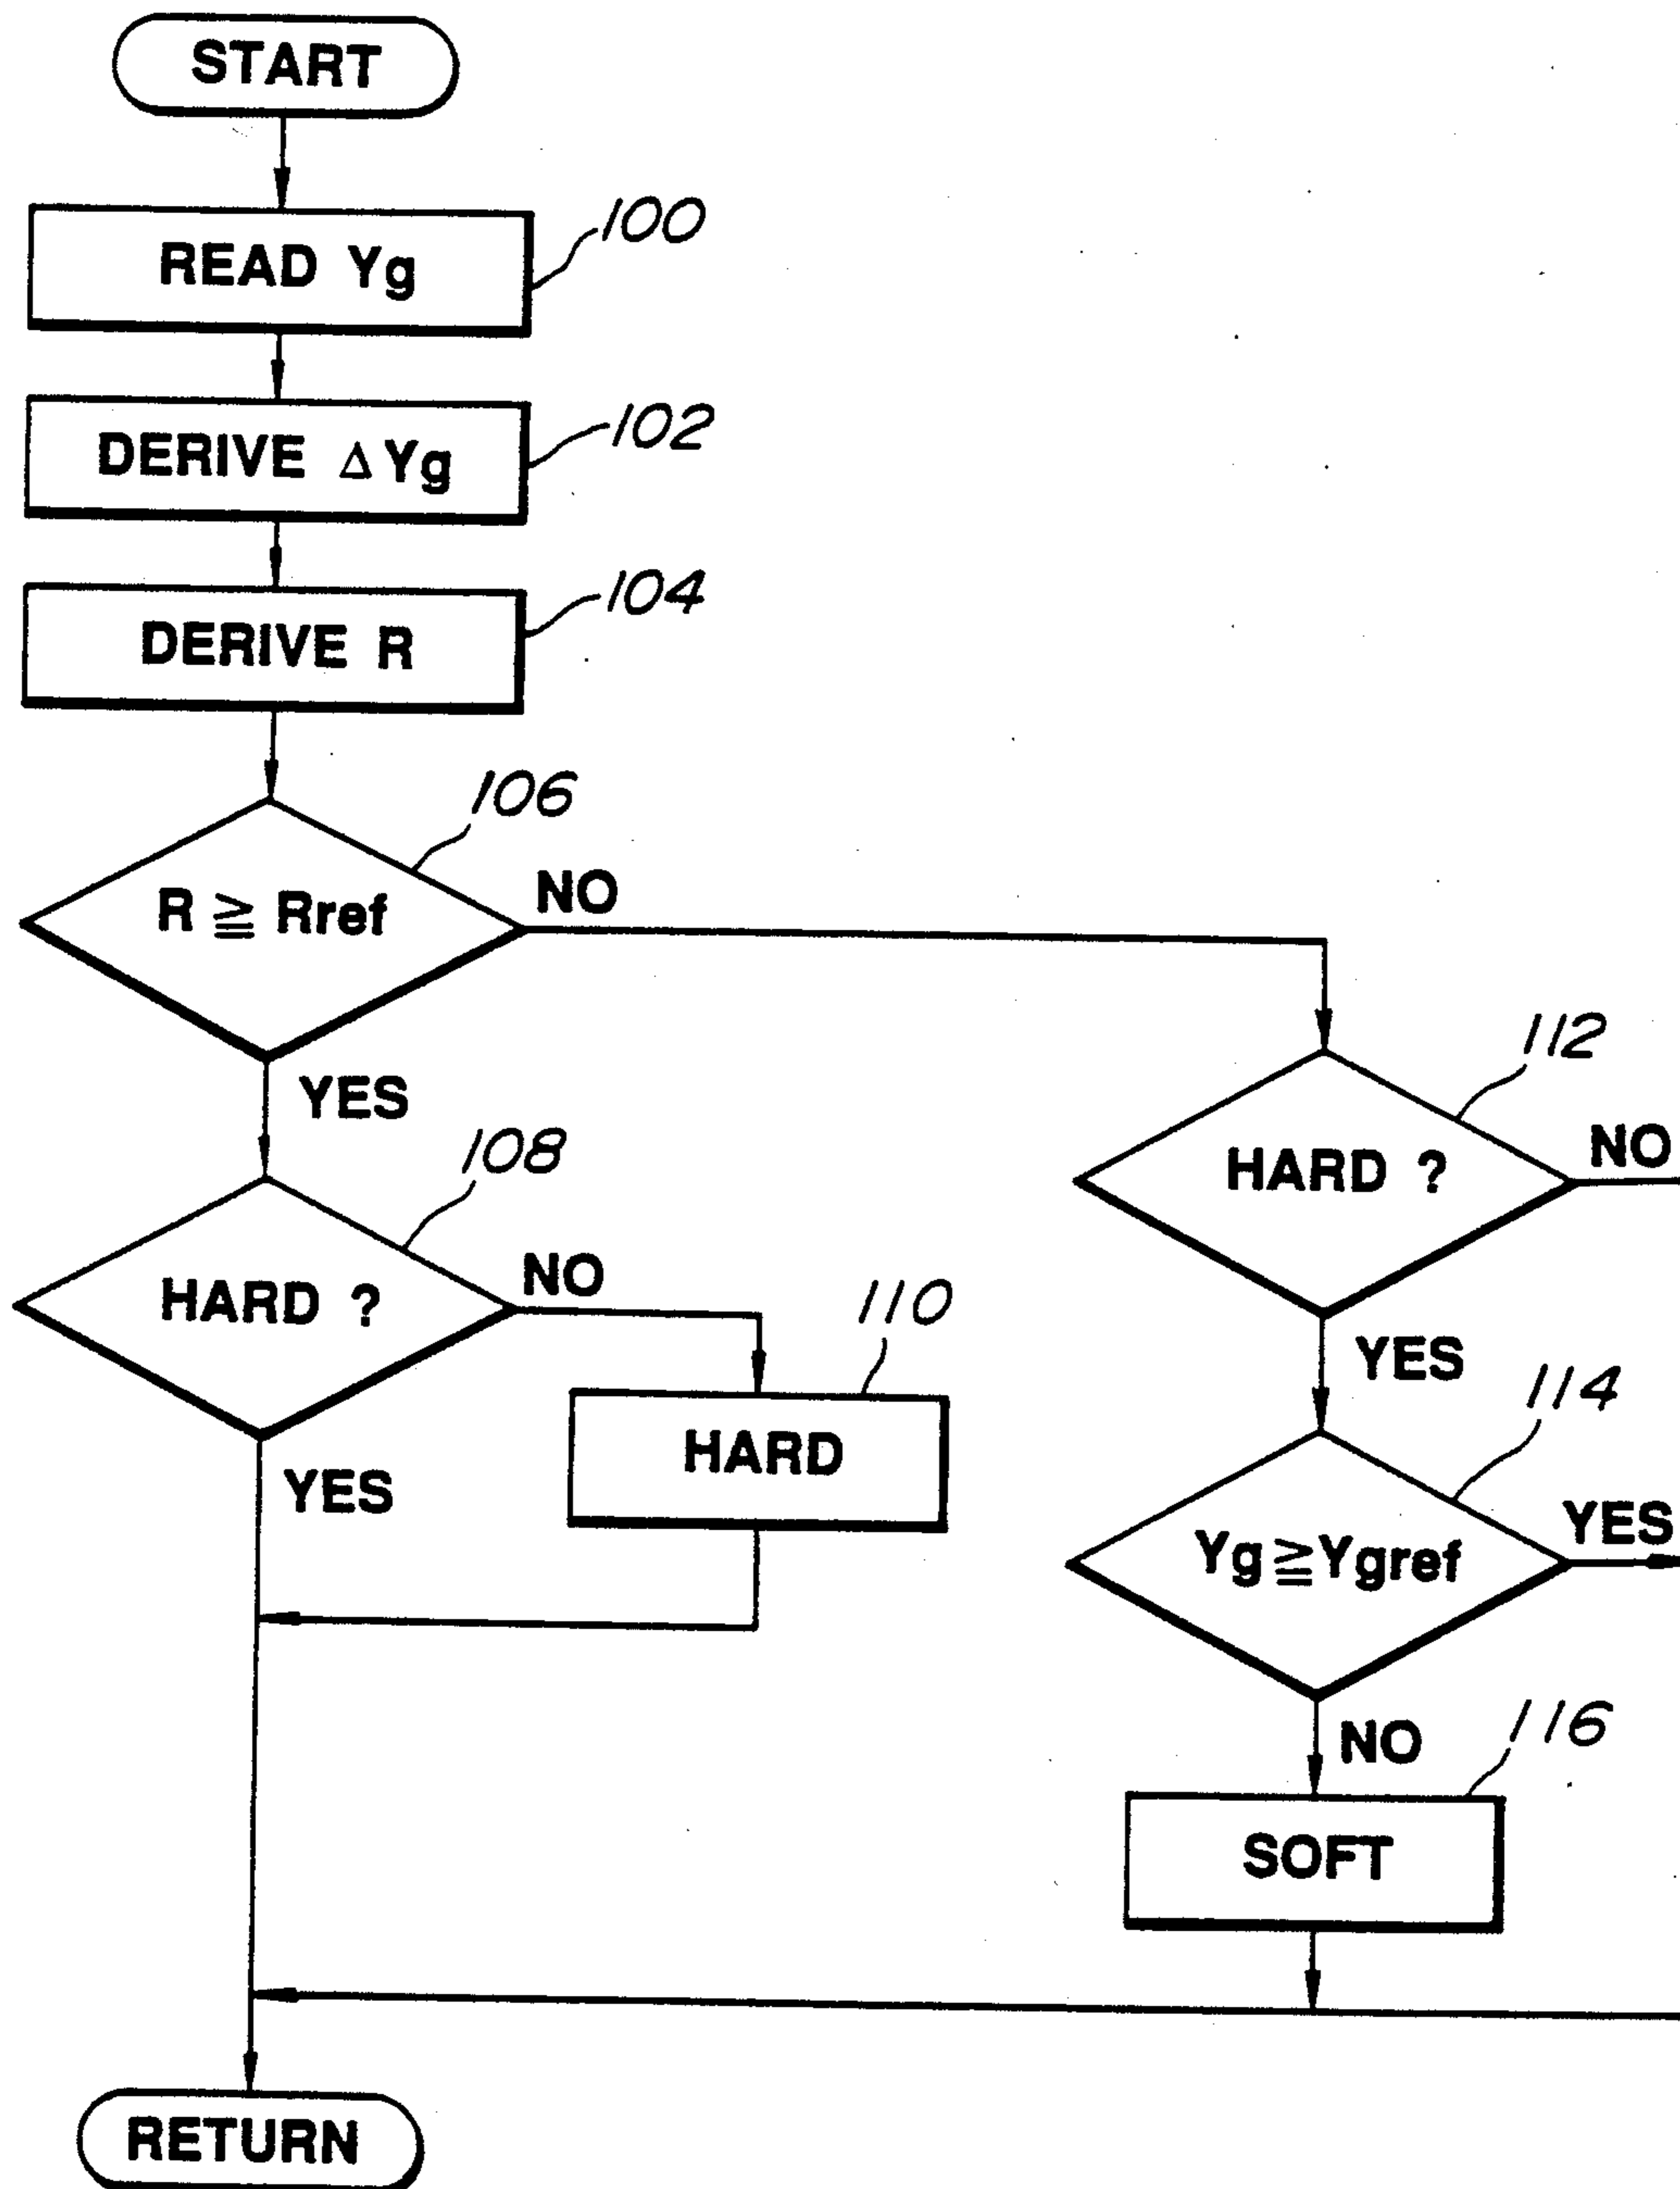 START
READ Yg
100
DERIVE Δ Yg
102
DERIVE R
104
R ≧ Rref
106
NO
YES
HARD ?
108
NO
YES
HARD
110
HARD ?
112
NO
YES
Yg≧Ygref
114
YES
NO
SOFT
116
RETURN